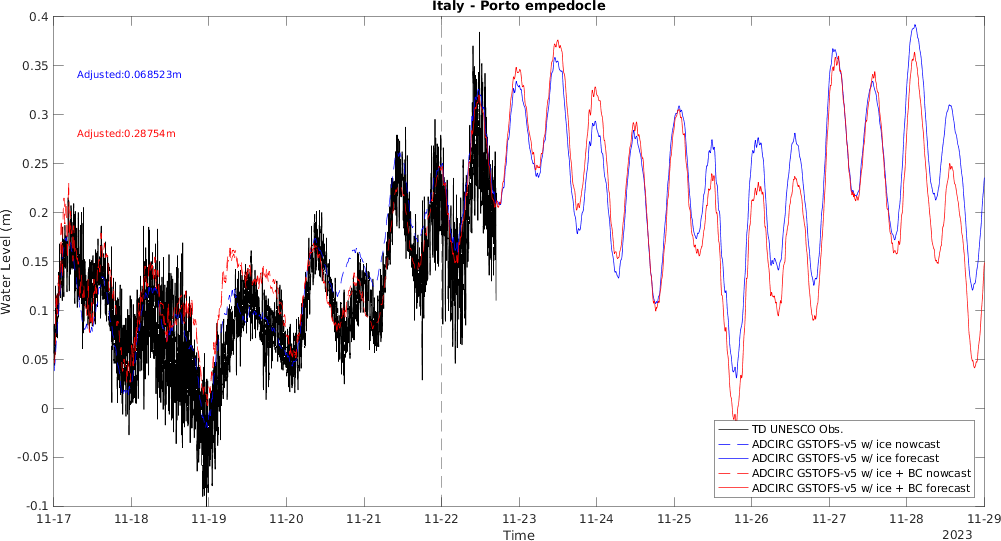 Italy - Porto empedocle
Adjusted:0.068523m
Adjusted:0.28754m
Water Level (m)
0.4
0.35
0.3
0.25
0.2
0.15
0.1
0.05
0
-0.05
-0.1
TD UNESCO Obs.
ADCIRC GSTOFS-v5 w/ ice nowcast
ADCIRC GSTOFS-v5 w/ ice forecast
ADCIRC GSTOFS-v5 w/ ice + BC nowcast
ADCIRC GSTOFS-v5 w/ ice + BC forecast
11-17 11-18 11-19 11-20 11-21 11-22 11-23 11-24 11-25 11-26 11-27 11-28 11-29
Time
2023